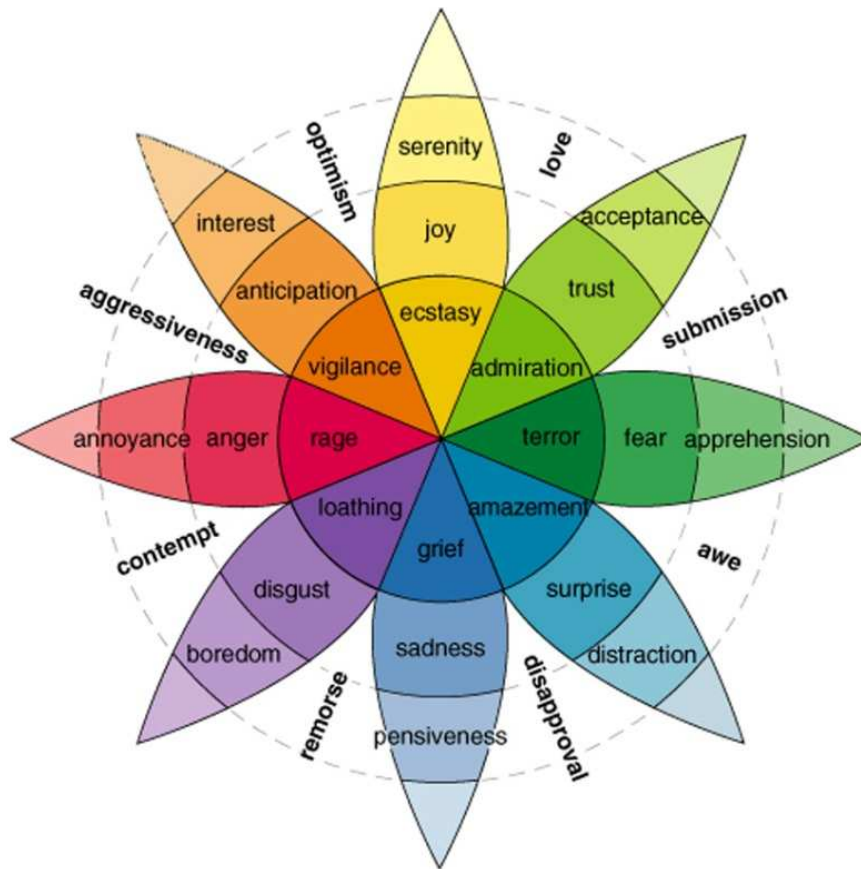 serenity
optimism
love
interest
acceptance
joy
anticipation
trust
aggressiveness
submission
ecstasy
vigilance
admiration
annoyance
anger
rage
terror
fear
apprehension
loathing
amazement
contempt
grief
awe
disgust
surprise
boredom
sadness
distraction
remorse
disapproval
pensiveness